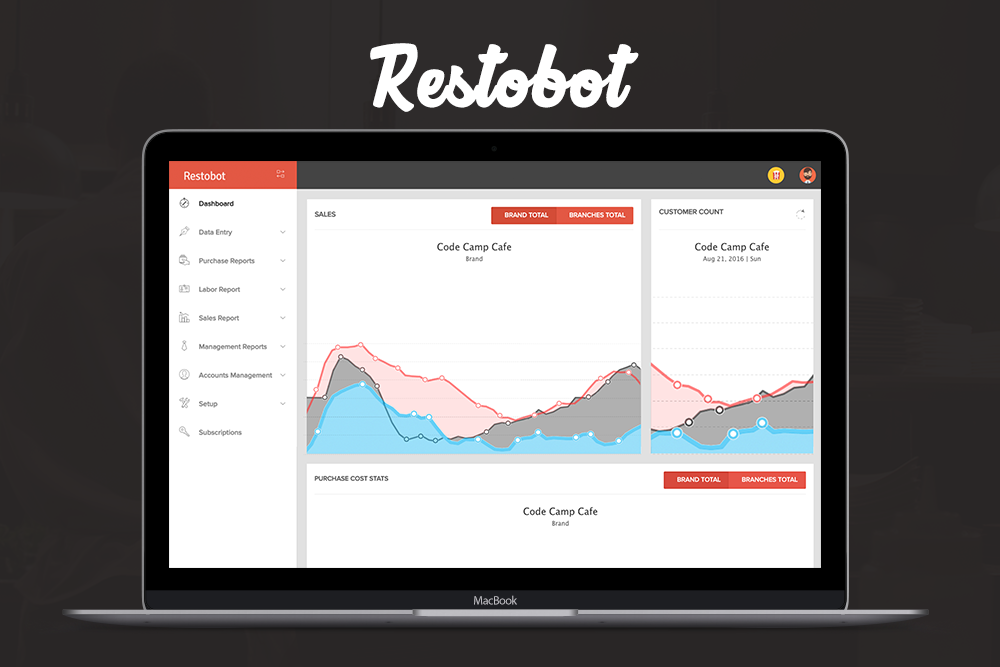 Restobot
Restobot
Dashboard
Data Entry
Purchase Reports
Labor Report
Sales Report
Management Reports
Accounts Management
Setup
Subscriptions
SALES
BRAND TOTAL
BRANCHES TOTAL
Code Camp Cafe
Brand
CUSTOMER COUNT
Code Camp Cafe
Aug 21, 2016 | Sun
PURCHASE COST STATS
BRAND TOTAL
BRANCHES TOTAL
Code Camp Cafe
Brand
MacBook